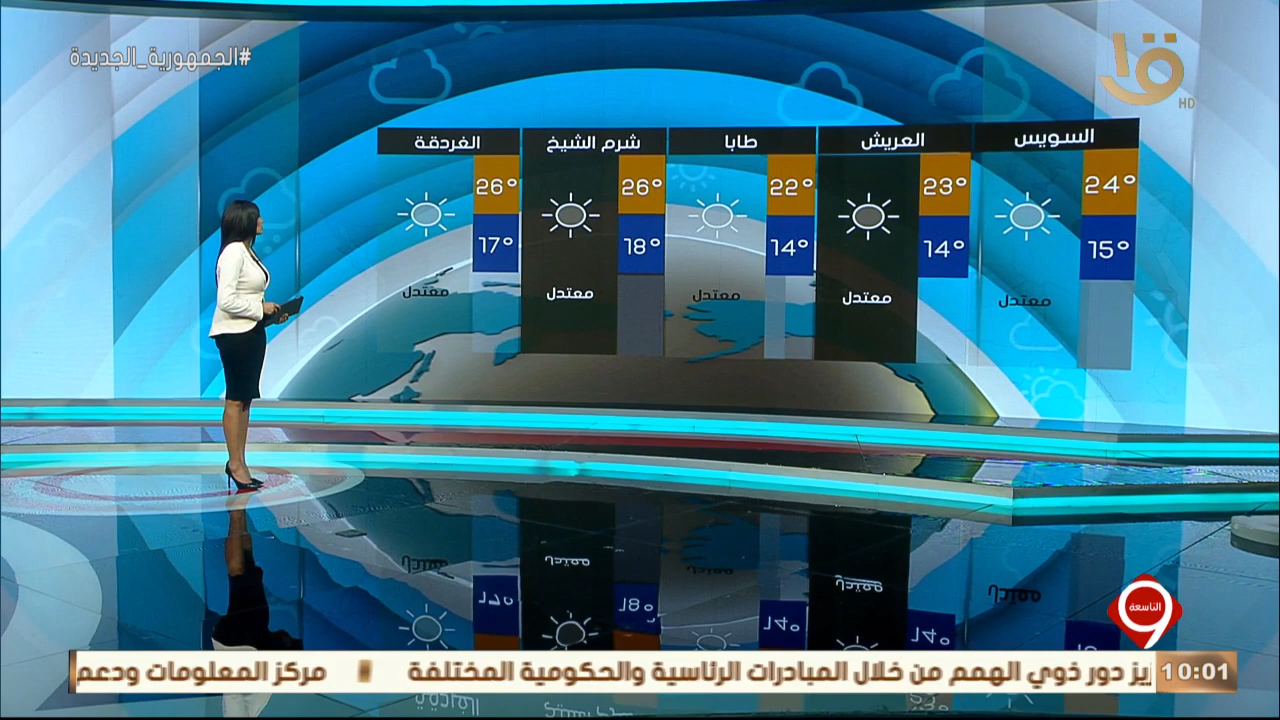 #الجمهورية_الجديدة
HD
السويس
العريش
طابا
شرم الشيخ
الغردقة
24°
23°
22°
26°
26°
15°
14°
14°
18°
17°
معتدل
معتدل
معتدل
معتدل
معتدل
التاسعة
9
10:01
يز دور ذوي الهمم من خلال المبادرات الرئاسية والحكومية المختلفة
مركز المعلومات ودعم